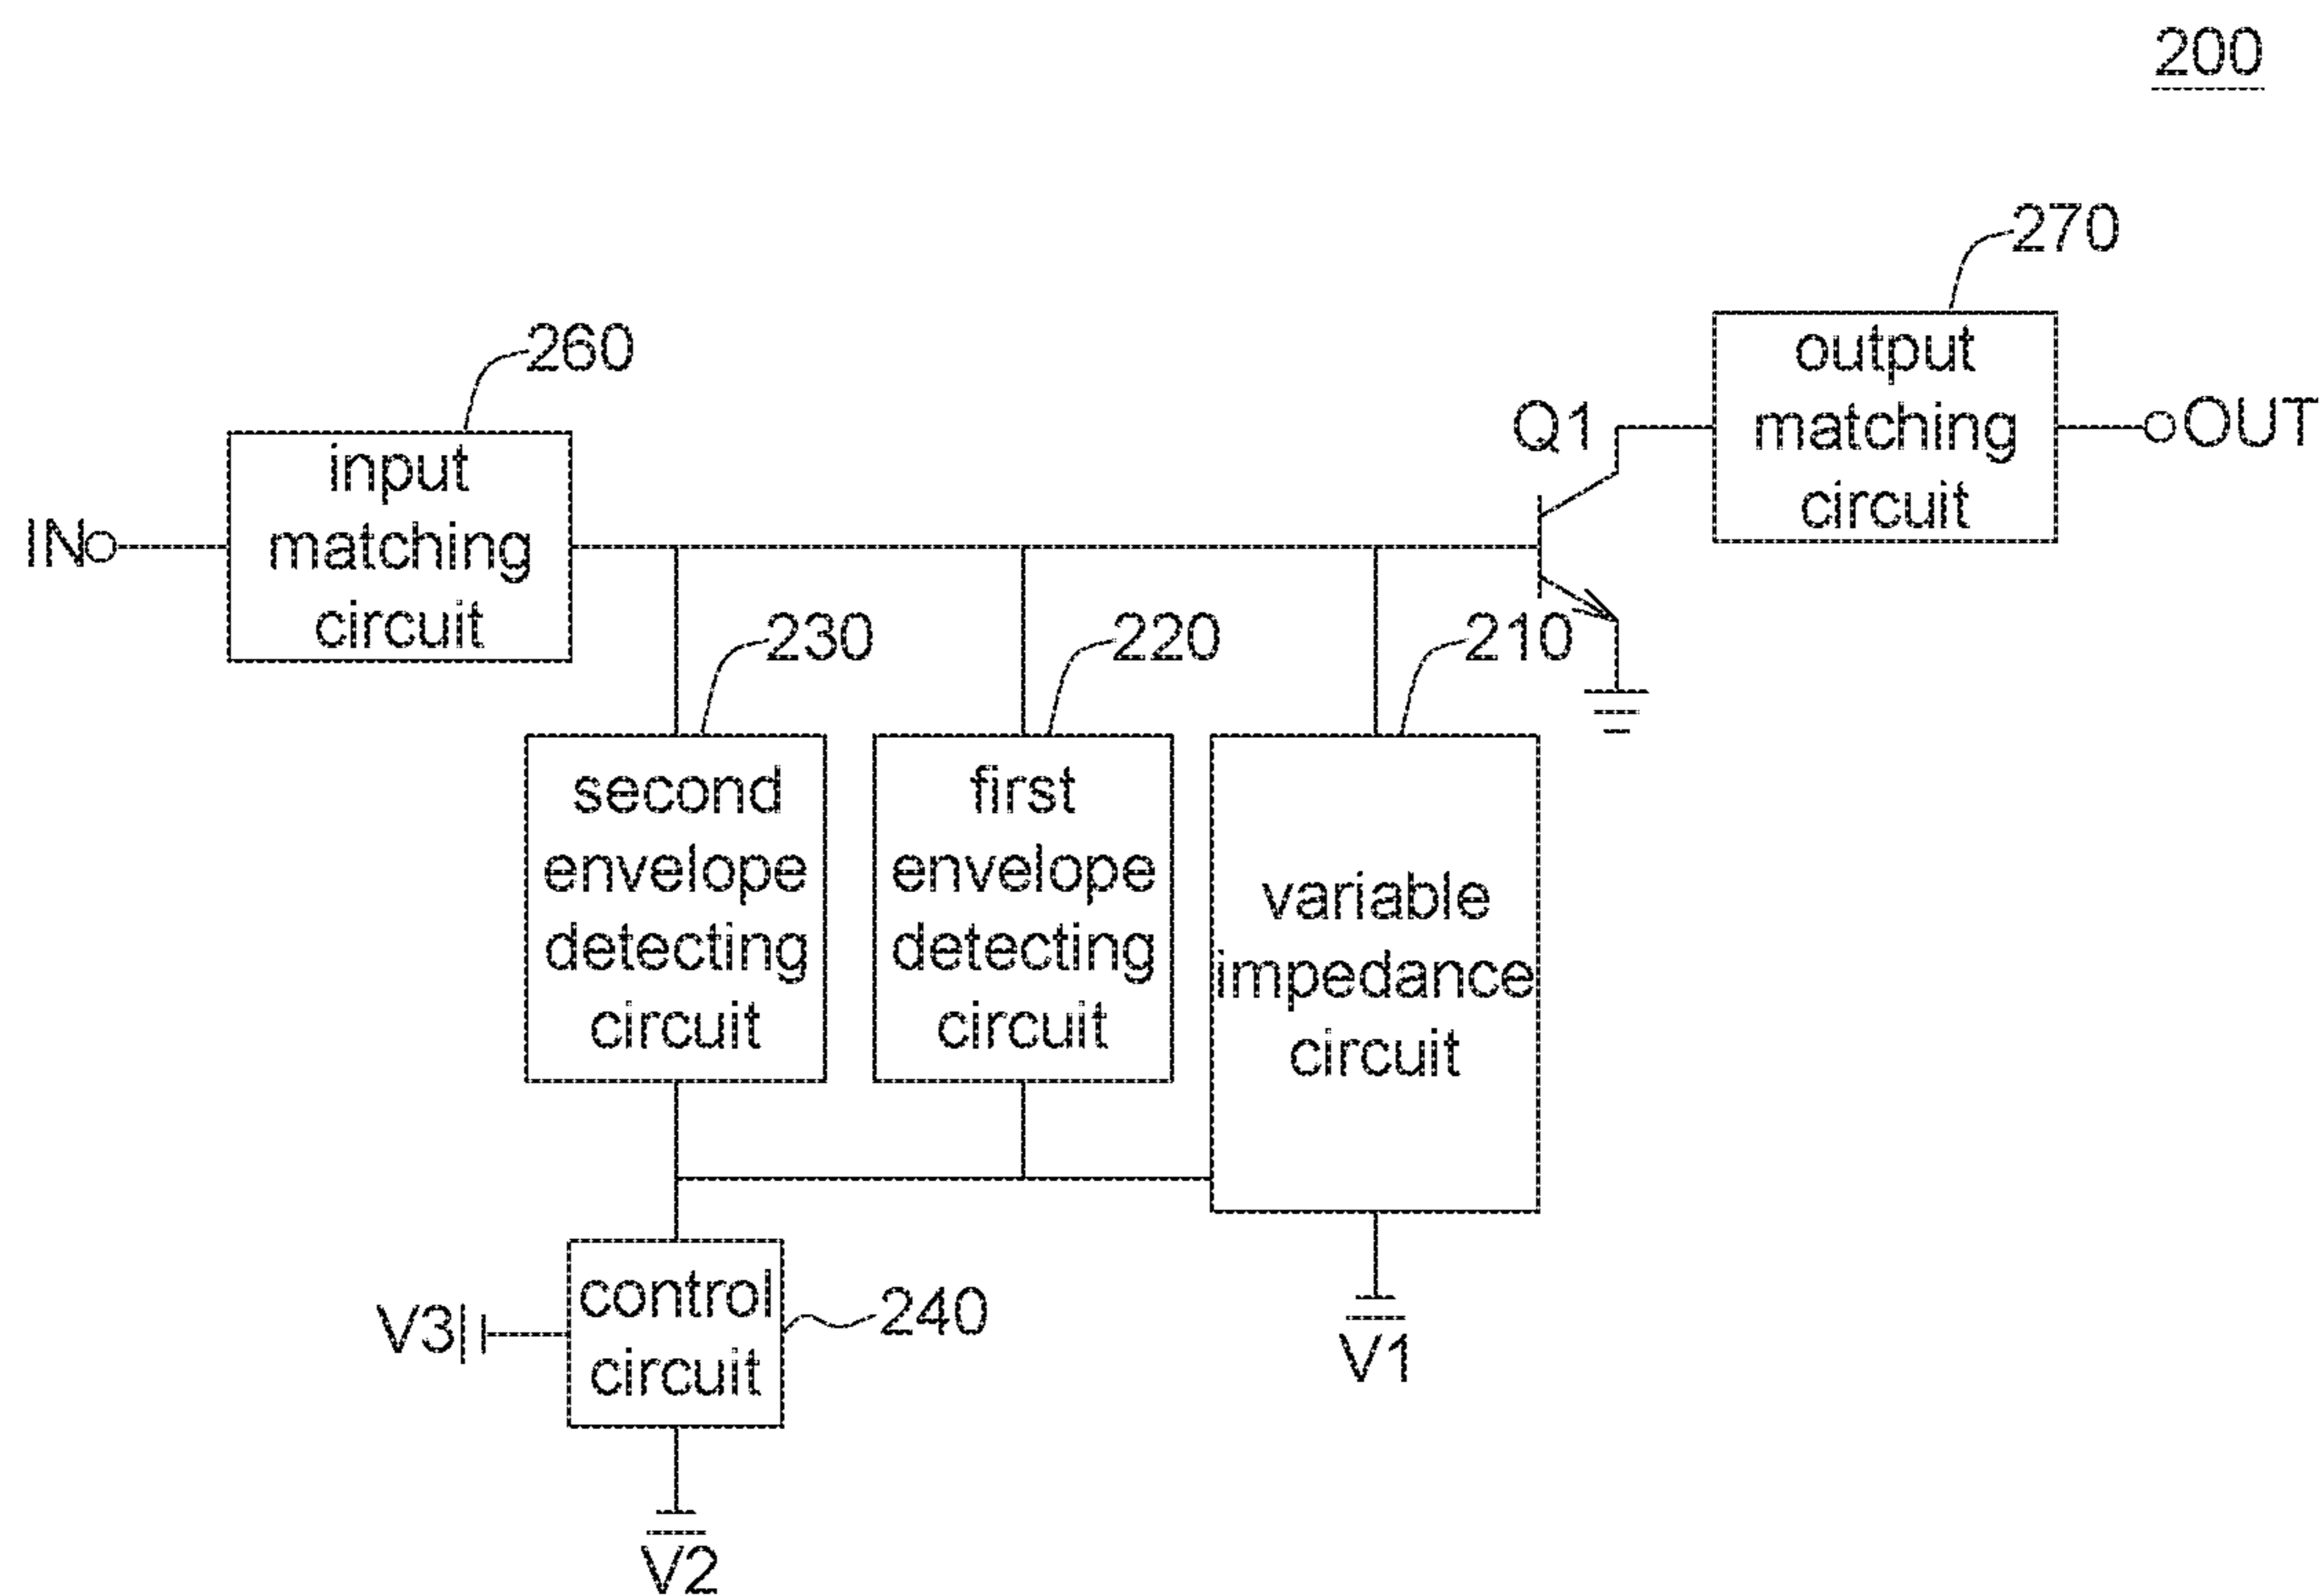 200
270
260
output
matching
circuit
Q1
OUT
input
matching
circuit
IN
230
220
210
second
envelope
detecting
circuit
first
envelope
detecting
circuit
variable
impedance
circuit
control
circuit
240
V3
V1
V2